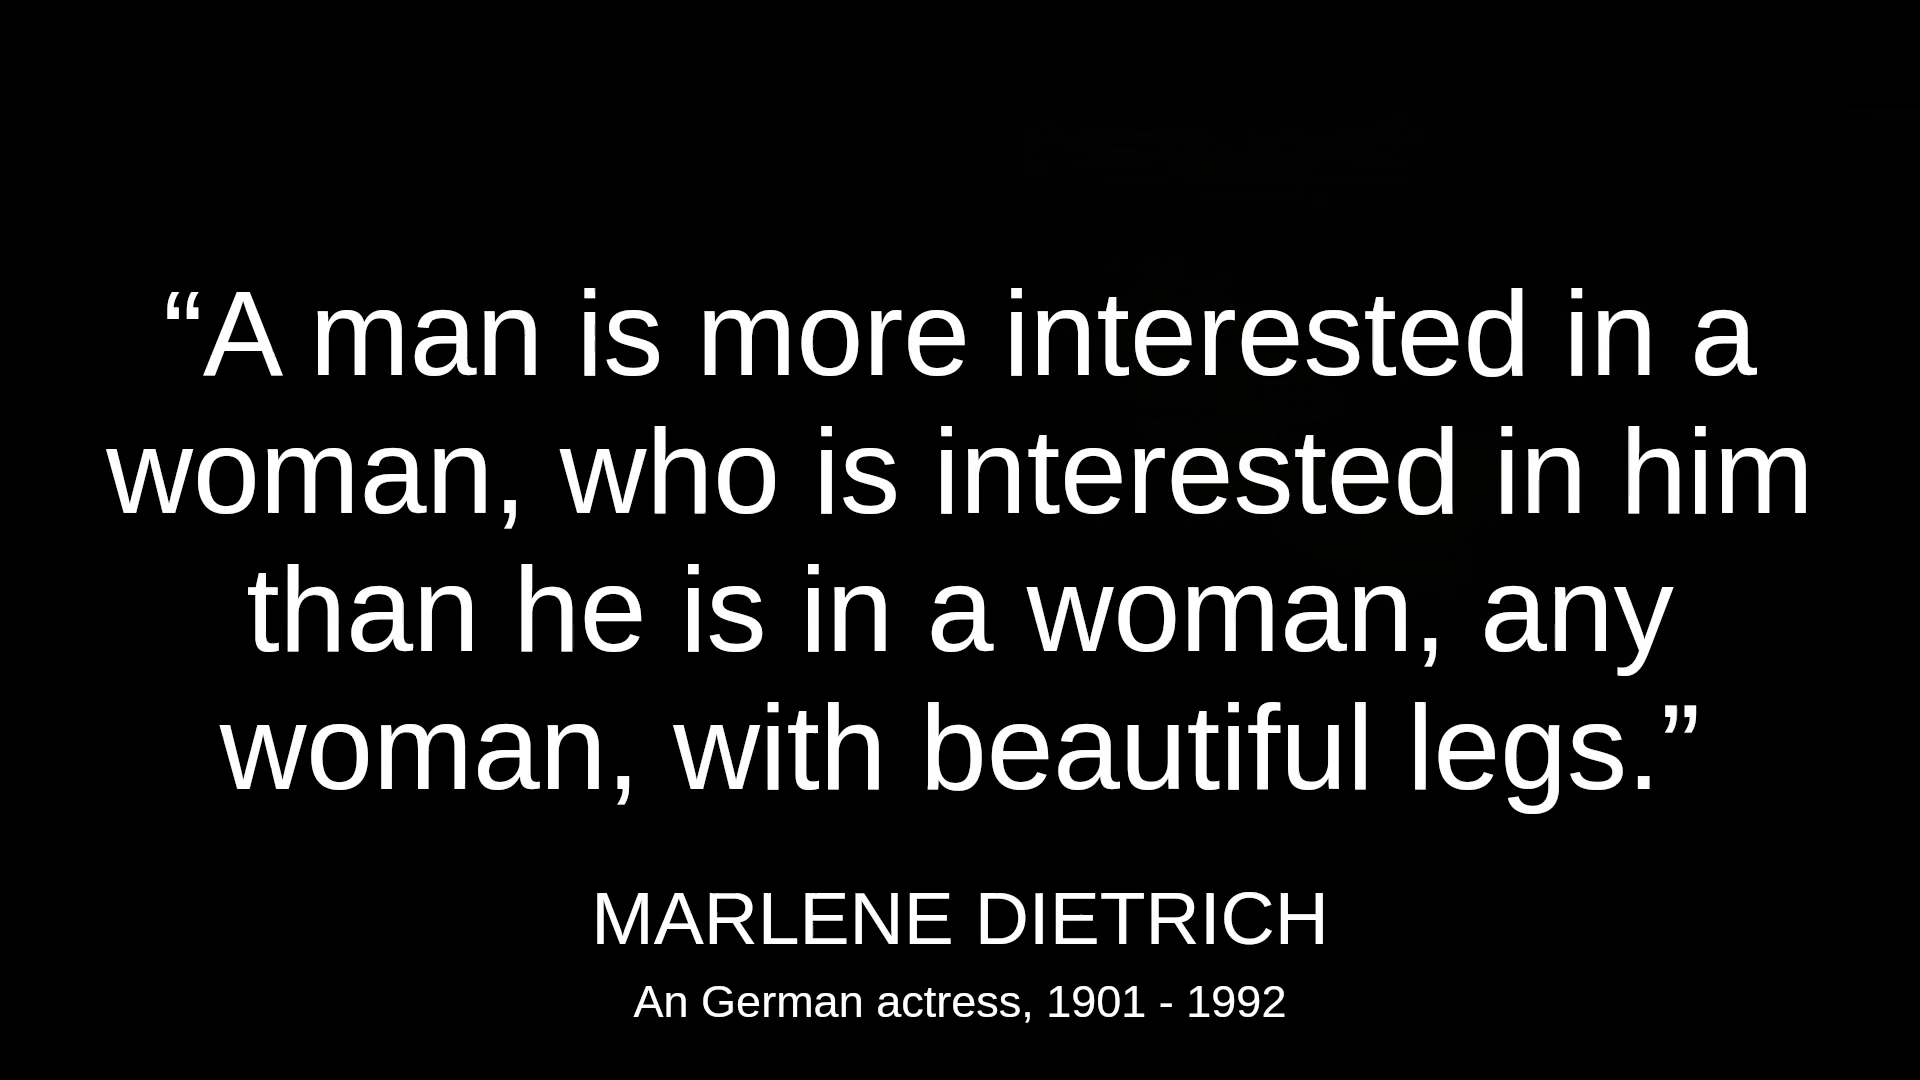 “A man is more interested in a
woman, who is interested in him
than he is in a woman, any
woman, with beautiful legs.”
MARLENE DIETRICH
An German actress, 1901 - 1992